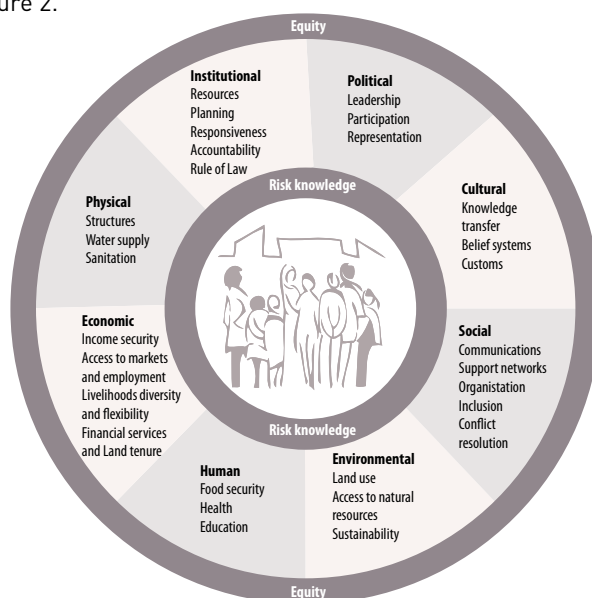 ure 2.
Equity
Institutional
Resources
Planning
Responsiveness
Accountability
Rule of Law
Political
Leadership
Participation
Representation
Risk knowledge
Physical
Structures
Water supply
Sanitation
Cultural
Knowledge
transfer
Belief systems
Customs
Economic
Income security
Access to markets
and employment
Livelihoods diversity
and flexibility
Financial services
and Land tenure
Social
Communications
Support networks
Organistation
Inclusion
Conflict
resolution
Risk knowledge
Human
Food security
Health
Education
Environmental
Land use
Access to natural
resources
Sustainability
Equity